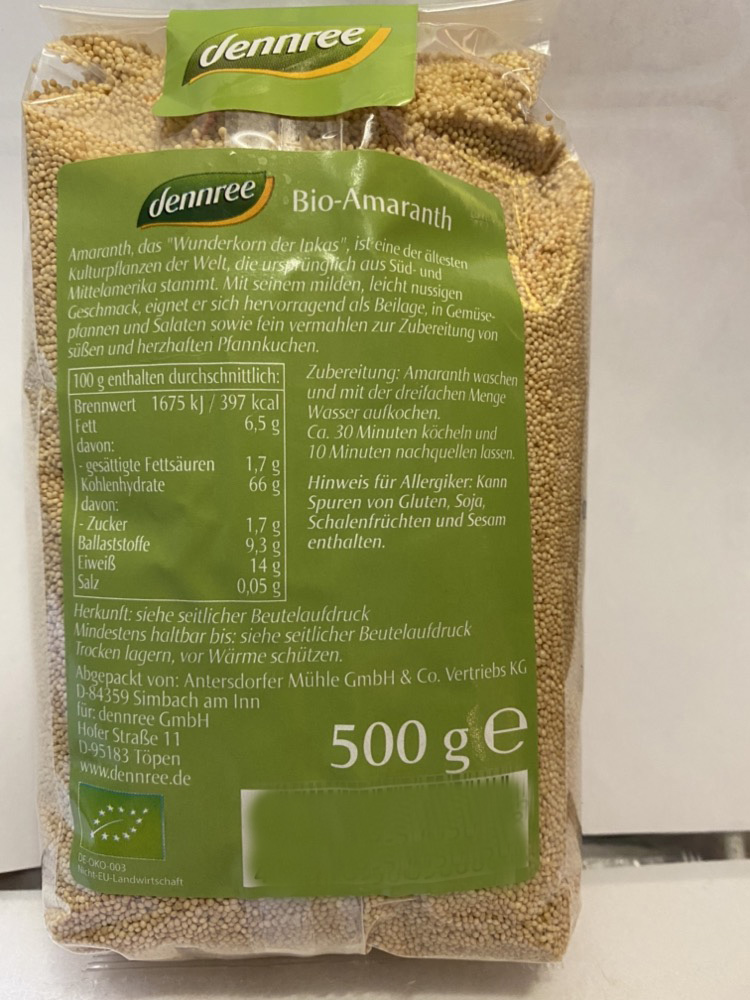 dennree
dennree
Bio-Amaranth
Amaranth, das "Wunderkorn der Inkas", ist eine der ältesten
Kulturpflanzen der Welt, die ursprünglich aus Süd- und
Mittelamerika stammt. Mit seinem milden, leicht nussigen
Geschmack, eignet er sich hervorragend als Beilage, in Gemüse-
pfannen und Salaten sowie fein vermahlen zur Zubereitung von
süßen und herzhaften Pfannkuchen.
100 g enthalten durchschnittlich:
Brennwert 1675 kJ / 397 kcal
Fett 6,5 g
davon:
- gesättigte Fettsäuren 1,7 g
Kohlenhydrate 66 g
davon:
- Zucker 1,7 g
Ballaststoffe 9,3 g
Eiweiß 14 g
Salz 0,05 g
Zubereitung: Amaranth waschen
und mit der dreifachen Menge
Wasser aufkochen.
Ca. 30 Minuten köcheln und
10 Minuten nachquellen lassen.
Hinweis für Allergiker: Kann
Spuren von Gluten, Soja,
Schalenfrüchten und Sesam
enthalten.
Herkunft: siehe seitlicher Beutelaufdruck
Mindestens haltbar bis: siehe seitlicher Beutelaufdruck
Trocken lagern, vor Wärme schützen.
Abgepackt von: Antersdorfer Mühle GmbH & Co. Vertriebs KG
D-84359 Simbach am Inn
für: dennree GmbH
Hofer Straße 11
D-95183 Töpen
www.dennree.de
500 g e
DE-ÖKO-003
Nicht-EU-Landwirtschaft